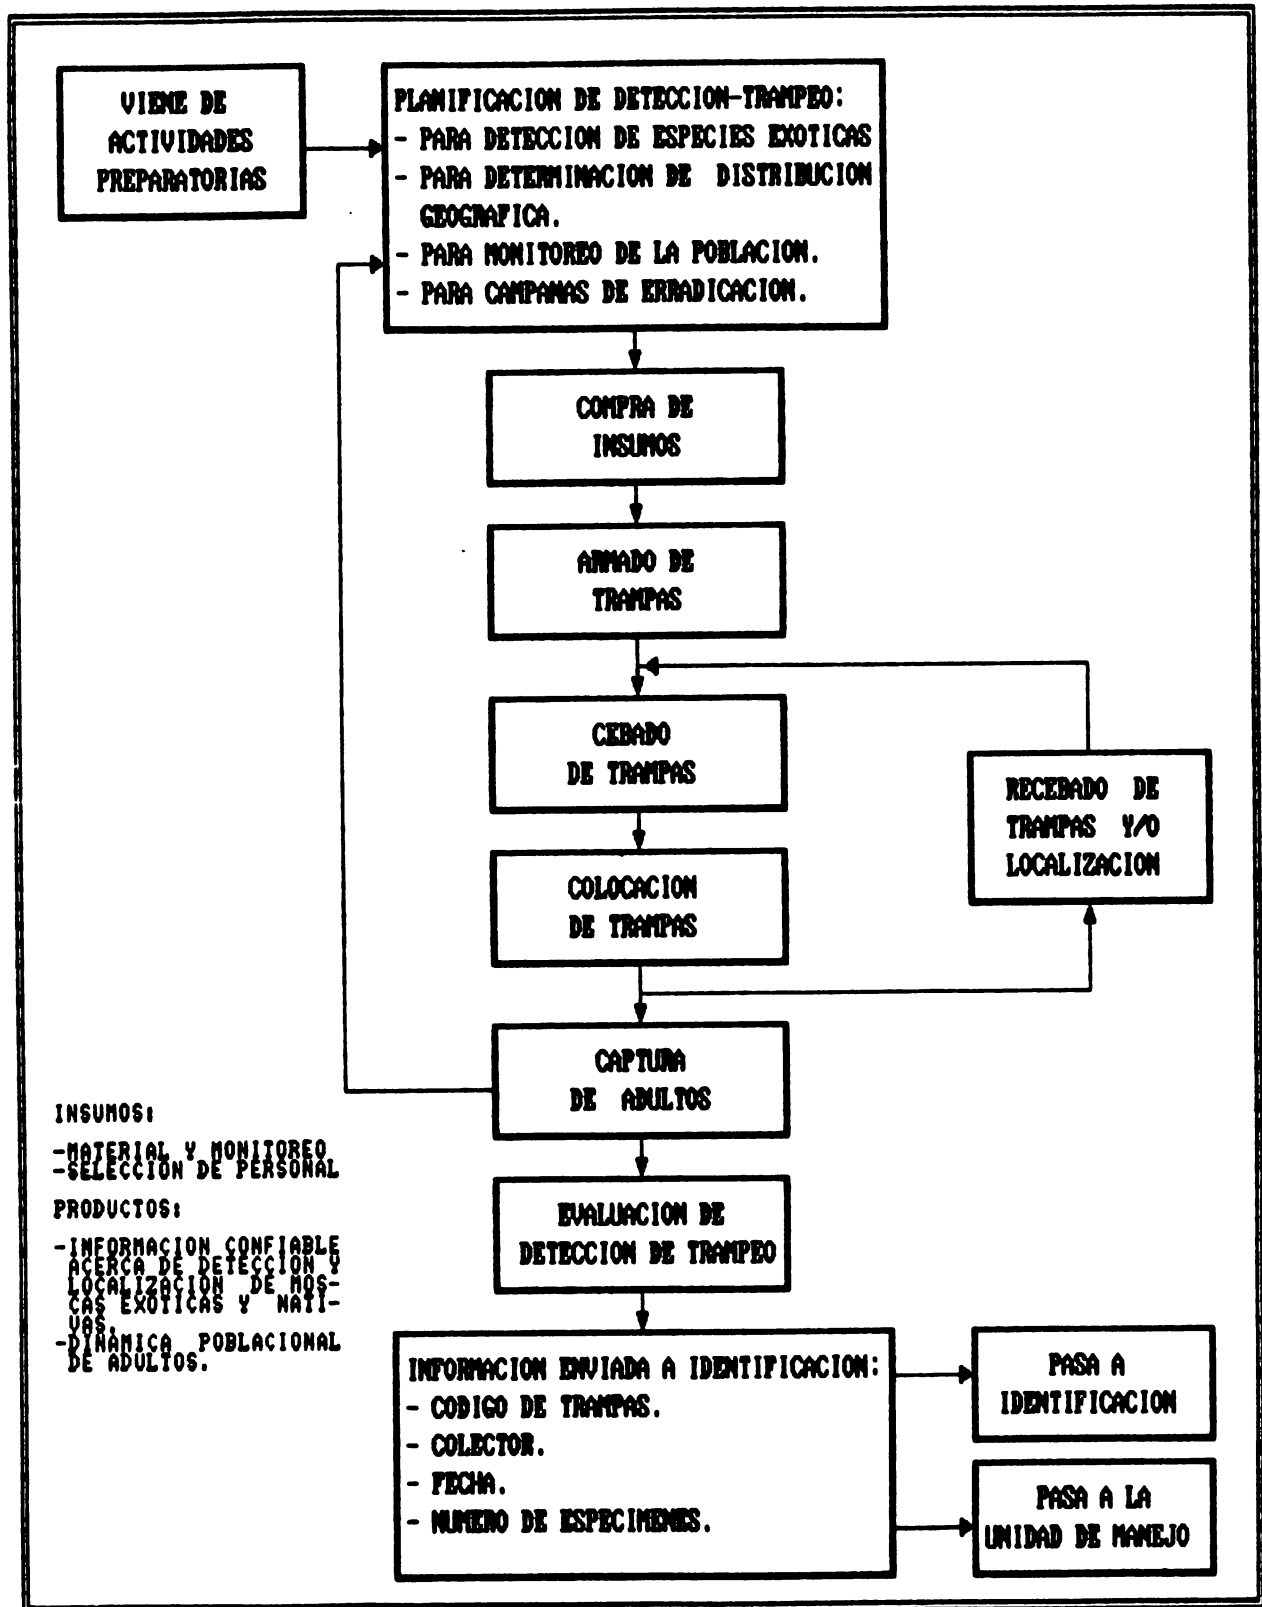 VIENE DE
ACTIVIDADES
PREPARATORIAS
PLANIFICACION DE DETECCION-TRAMPEO:
- PARA DETECCION DE ESPECIES EXOTICAS
- PARA DETERMINACION DE DISTRIBUCION
GEOGRAFICA.
- PARA MONITOREO DE LA POBLACION.
- PARA CAMPANAS DE ERRADICACION.
COMPRA DE
INSUMOS
ARMADO DE
TRAMPAS
CEBADO
DE TRAMPAS
RECEBADO DE
TRAMPAS Y/O
LOCALIZACION
COLOCACION
DE TRAMPAS
CAPTURA
DE ADULTOS
INSUMOS:
-MATERIAL Y MONITOREO
-SELECCION DE PERSONAL
PRODUCTOS:
-INFORMACION CONFIABLE
ACERCA DE DETECCION Y
LOCALIZACION DE MOS-
CAS EXOTICAS Y NATI-
VAS.
-DINAMICA POBLACIONAL
DE ADULTOS.
EVALUACION DE
DETECCION DE TRAMPEO
INFORMACION ENVIADA A IDENTIFICACION:
- CODIGO DE TRAMPAS.
- COLECTOR.
- FECHA.
- NUMERO DE ESPECIMENES.
PASA A
IDENTIFICACION
PASA A LA
UNIDAD DE MANEJO